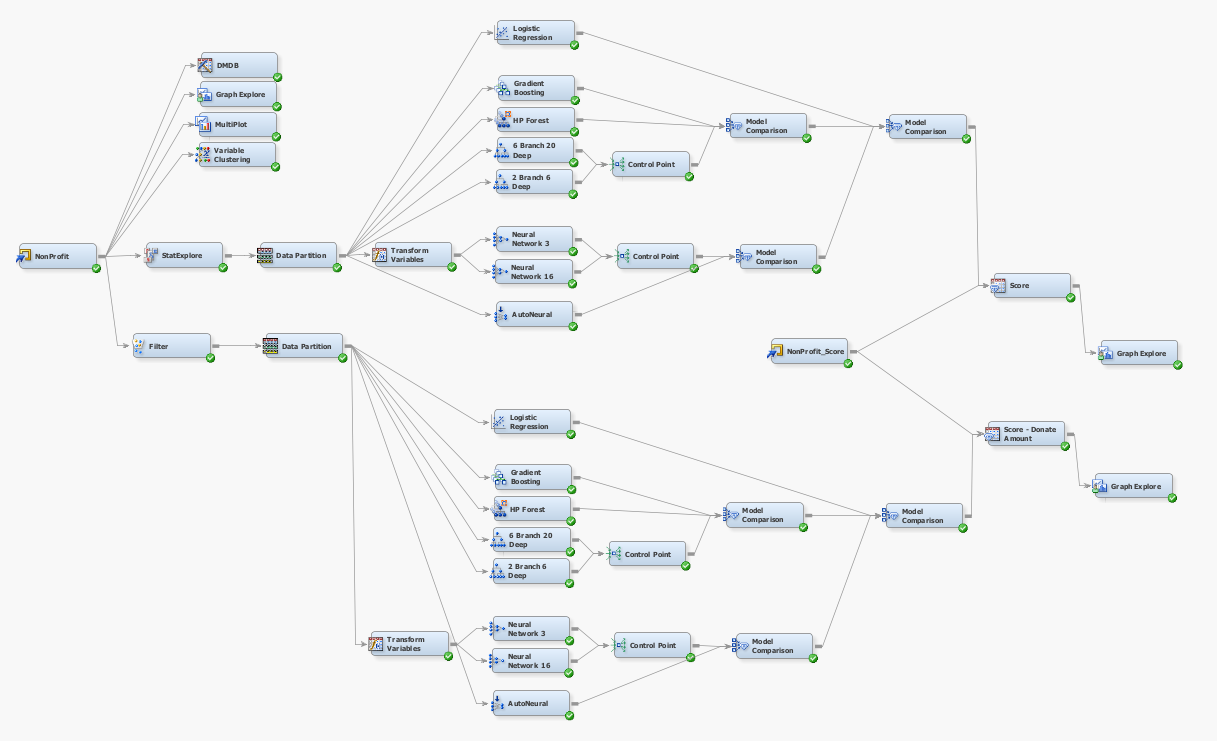 Logistic
Regression
DMDB
Graph Explore
MultiPlot
Variable
Clustering
Gradient
Boosting
HP Forest
6 Branch 20
Deep
2 Branch 6
Deep
Control Point
Model
Comparison
Model
Comparison
NonProfit
StatExplore
Data Partition
Transform
Variables
Neural
Network 3
Neural
Network 16
AutoNeural
Control Point
Model
Comparison
Score
Graph Explore
NonProfit_Score
Filter
Data Partition
Logistic
Regression
Gradient
Boosting
HP Forest
6 Branch 20
Deep
2 Branch 6
Deep
Control Point
Model
Comparison
Model
Comparison
Score - Donate
Amount
Graph Explore
Transform
Variables
Neural
Network 3
Neural
Network 16
AutoNeural
Control Point
Model
Comparison